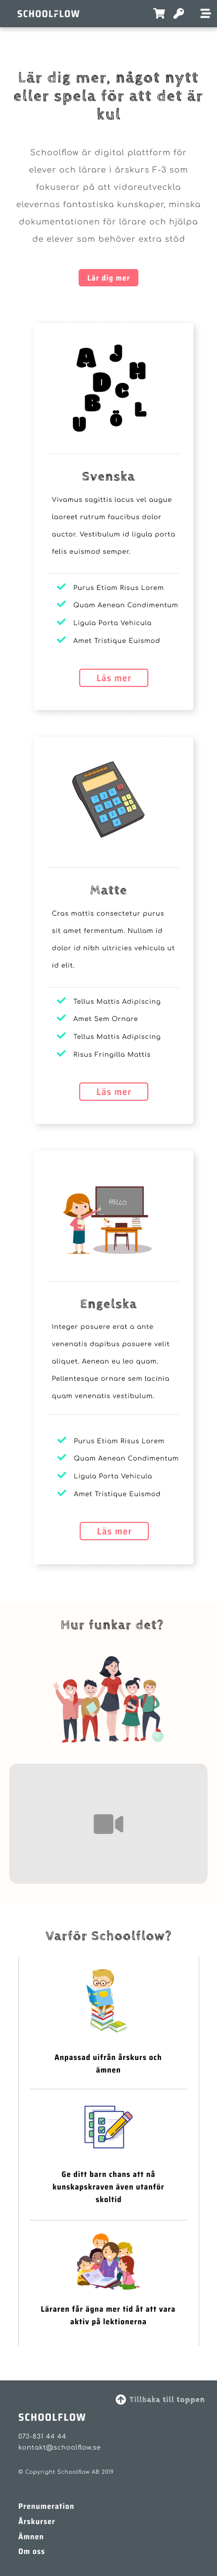 SCHOOLFLOW
Lär dig mer, något nytt
eller spela för att det är
kul
Schoolflow är digital plattform för
elever och lärare i årskurs F-3 som
fokuserar på att vidareutveckla
elevernas fantastiska kunskaper, minska
dokumentationen för lärare och hjälpa
de elever som behöver extra stöd
Lär dig mer
A J H D C B L U Ö
Svenska
Vivamus sagittis lacus vel augue
laoreet rutrum faucibus dolor
auctor. Vestibulum id ligula porta
felis euismod semper.
Purus Etiam Risus Lorem
Quam Aenean Condimentum
Ligula Porta Vehicula
Amet Tristique Euismod
Läs mer
Matte
Cras mattis consectetur purus
sit amet fermentum. Nullam id
dolor id nibh ultricies vehicula ut
id elit.
Tellus Mattis Adipiscing
Amet Sem Ornare
Tellus Mattis Adipiscing
Risus Fringilla Mattis
Läs mer
HELLO
Engelska
Integer posuere erat a ante
venenatis dapibus posuere velit
aliquet. Aenean eu leo quam.
Pellentesque ornare sem lacinia
quam venenatis vestibulum.
Purus Etiam Risus Lorem
Quam Aenean Condimentum
Ligula Porta Vehicula
Amet Tristique Euismod
Läs mer
Hur funkar det?
Varför Schoolflow?
Anpassad uifrån årskurs och
ämnen
Ge ditt barn chans att nå
kunskapskraven även utanför
skoltid
Läraren får ägna mer tid åt att vara
aktiv på lektionerna
Tillbaka till toppen
SCHOOLFLOW
073-831 44 44
kontakt@schoolflow.se
© Copyright Schoolflow AB 2019
Prenumeration
Årskurser
Ämnen
Om oss